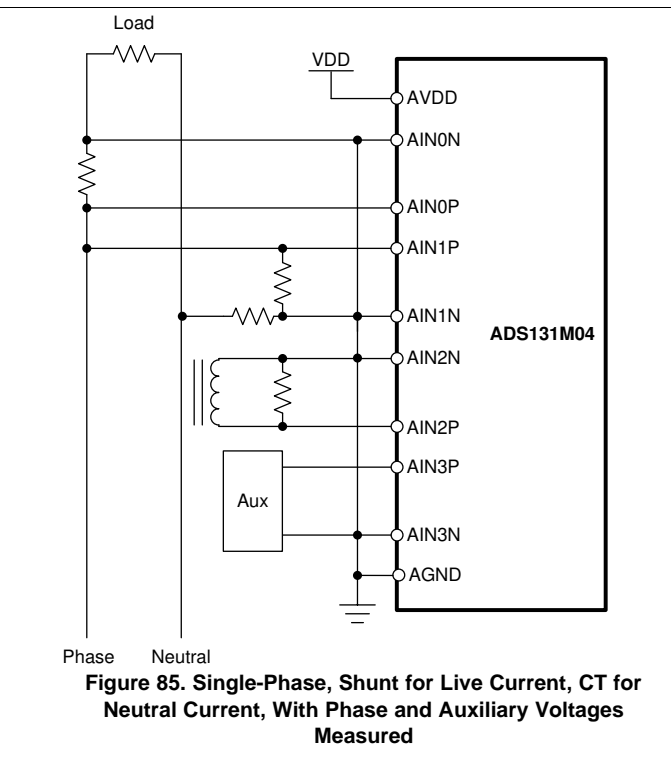 Load
VDD
AVDD
AIN0N
AIN0P
AIN1P
AIN1N
ADS131M04
AIN2N
AIN2P
AIN3P
Aux
AIN3N
AGND
Phase
Neutral
Figure 85. Single-Phase, Shunt for Live Current, CT for
Neutral Current, With Phase and Auxiliary Voltages
Measured